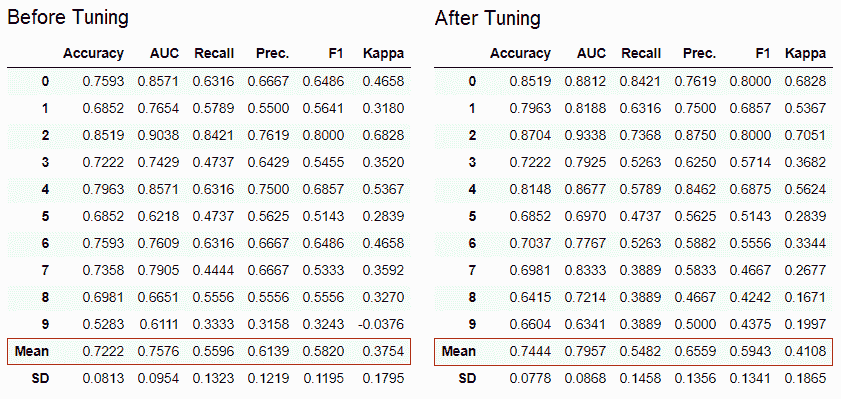 Before Tuning
Accuracy AUC Recall Prec. F1 Kappa
0 0.7593 0.8571 0.6316 0.6667 0.6486 0.4658
1 0.6852 0.7654 0.5789 0.5500 0.5641 0.3180
2 0.8519 0.9038 0.8421 0.7619 0.8000 0.6828
3 0.7222 0.7429 0.4737 0.6429 0.5455 0.3520
4 0.7963 0.8571 0.6316 0.7500 0.6857 0.5367
5 0.6852 0.6218 0.4737 0.5625 0.5143 0.2839
6 0.7593 0.7609 0.6316 0.6667 0.6486 0.4658
7 0.7358 0.7905 0.4444 0.6667 0.5333 0.3592
8 0.6981 0.6651 0.5556 0.5556 0.5556 0.3270
9 0.5283 0.6111 0.3333 0.3158 0.3243 -0.0376
Mean 0.7222 0.7576 0.5596 0.6139 0.5820 0.3754
SD 0.0813 0.0954 0.1323 0.1219 0.1195 0.1795
After Tuning
Accuracy AUC Recall Prec. F1 Kappa
0 0.8519 0.8812 0.8421 0.7619 0.8000 0.6828
1 0.7963 0.8188 0.6316 0.7500 0.6857 0.5367
2 0.8704 0.9338 0.7368 0.8750 0.8000 0.7051
3 0.7222 0.7925 0.5263 0.6250 0.5714 0.3682
4 0.8148 0.8677 0.5789 0.8462 0.6875 0.5624
5 0.6852 0.6970 0.4737 0.5625 0.5143 0.2839
6 0.7037 0.7767 0.5263 0.5882 0.5556 0.3344
7 0.6981 0.8333 0.3889 0.5833 0.4667 0.2677
8 0.6415 0.7214 0.3889 0.4667 0.4242 0.1671
9 0.6604 0.6341 0.3889 0.5000 0.4375 0.1997
Mean 0.7444 0.7957 0.5482 0.6559 0.5943 0.4108
SD 0.0778 0.0868 0.1458 0.1356 0.1341 0.1865